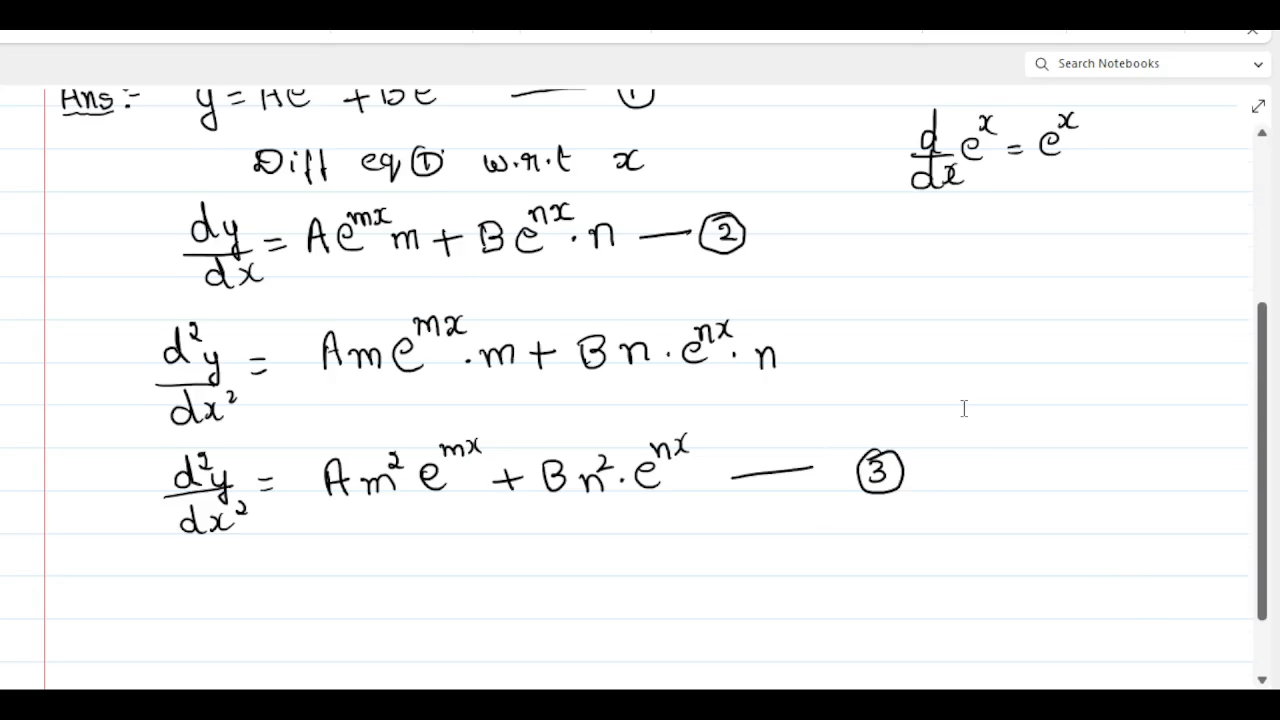 Search Notebooks
Ans:- y = Ae + Be — ①
d/dx e^x = e^x
Diff eq ① w.r.t x
dy/dx = Ae^mx m + Be^nx · n — ②
d²y/dx² = Ame^mx · m + Bn · e^nx · n
d²y/dx² = Am² e^mx + Bn² · e^nx — ③